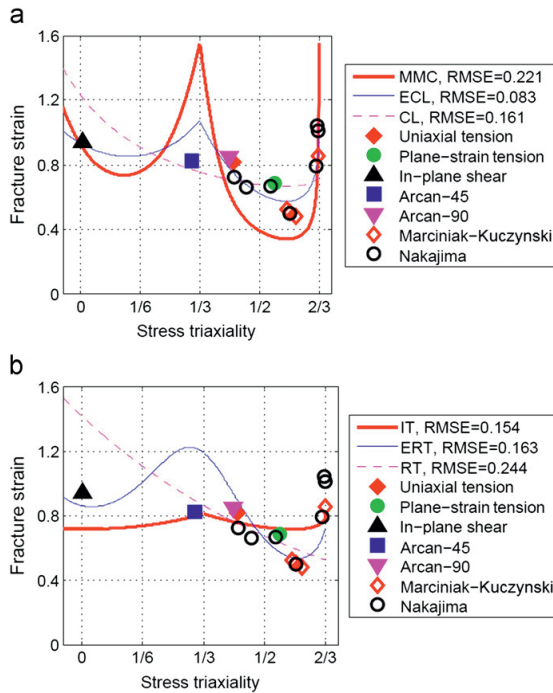 a
1.6
1.2
0.8
0.4
0
Fracture strain
0
1/6
1/3
1/2
2/3
Stress triaxiality
MMC, RMSE=0.221
ECL, RMSE=0.083
CL, RMSE=0.161
Uniaxial tension
Plane-strain tension
In-plane shear
Arcan-45
Arcan-90
Marciniak-Kuczynski
Nakajima
b
1.6
1.2
0.8
0.4
0
Fracture strain
0
1/6
1/3
1/2
2/3
Stress triaxiality
IT, RMSE=0.154
ERT, RMSE=0.163
RT, RMSE=0.244
Uniaxial tension
Plane-strain tension
In-plane shear
Arcan-45
Arcan-90
Marciniak-Kuczynski
Nakajima